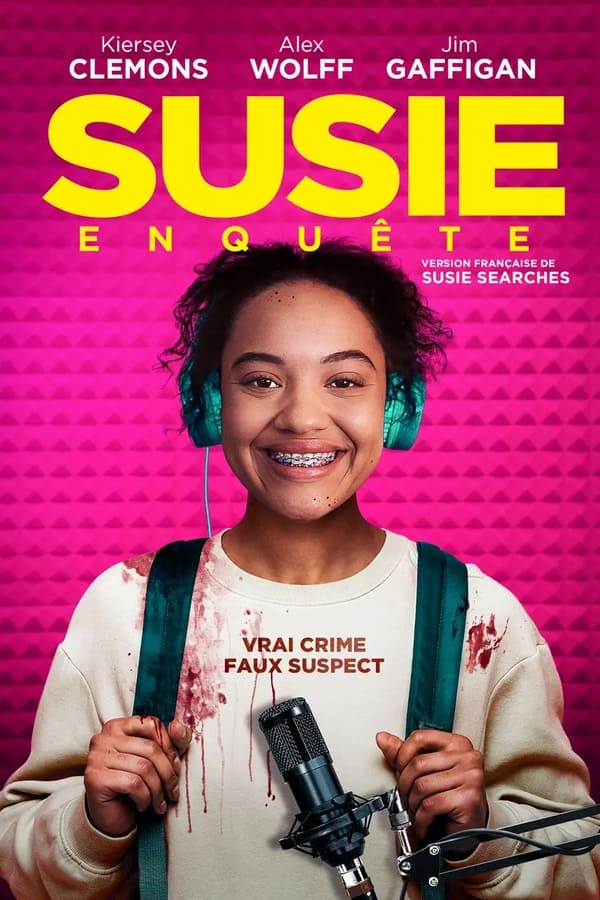 Kiersey Alex Jim
CLEMONS WOLFF GAFFIGAN
SUSIE
ENQUÊTE
VERSION FRANÇAISE DE
SUSIE SEARCHES
VRAI CRIME
FAUX SUSPECT